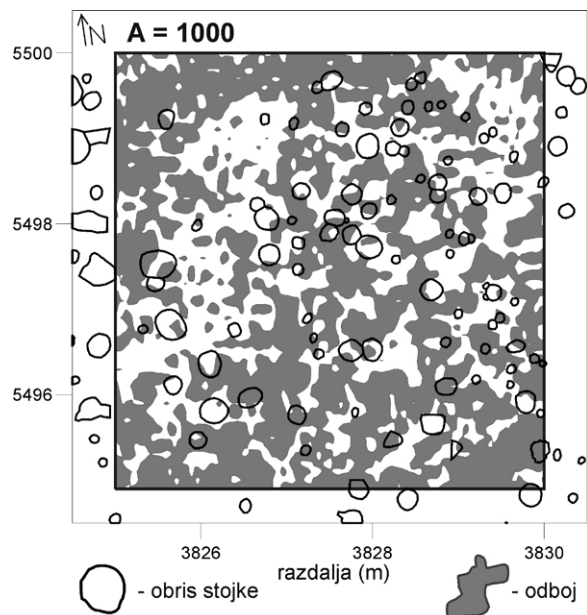 N
A = 1000
5500
5498
5496
3826 3828 3830
razdalja (m)
- obris stojke
- odboj